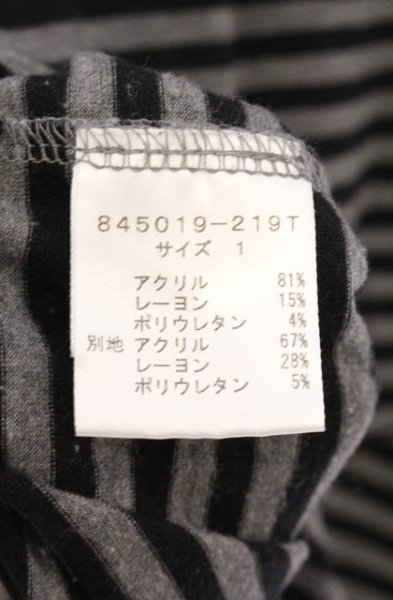 845019-219T
サイズ 1
アクリル 81%
レーヨン 15%
ポリウレタン 4%
別地 アクリル 67%
レーヨン 28%
ポリウレタン 5%